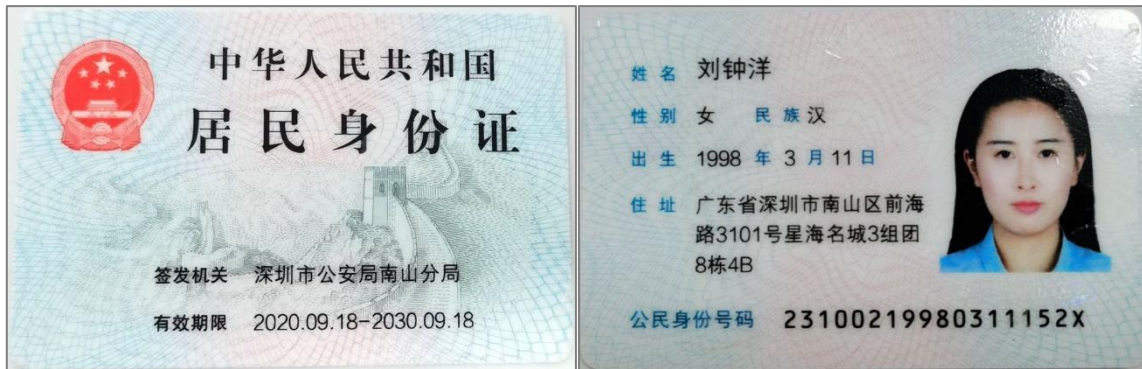 中华人民共和国
居民身份证
签发机关 深圳市公安局南山分局
有效期限 2020.09.18-2030.09.18
姓名 刘钟洋
性别 女 民族 汉
出生 1998 年 3 月 11 日
住址 广东省深圳市南山区前海
路3101号星海名城3组团
8栋4B
公民身份号码 23100219980311152X